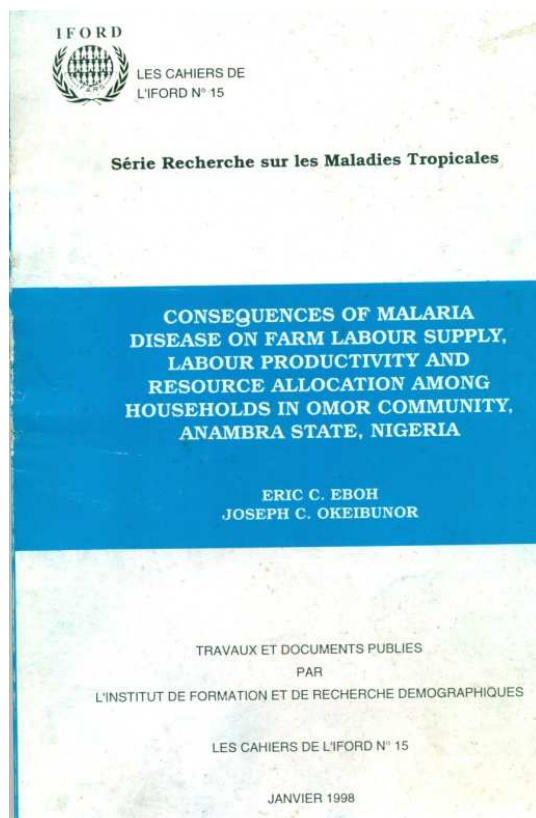 IFORD
LES CAHIERS DE
L'IFORD N° 15
Série Recherche sur les Maladies Tropicales
CONSEQUENCES OF MALARIA
DISEASE ON FARM LABOUR SUPPLY,
LABOUR PRODUCTIVITY AND
RESOURCE ALLOCATION AMONG
HOUSEHOLDS IN OMOR COMMUNITY,
ANAMBRA STATE, NIGERIA
ERIC C. EBOH
JOSEPH C. OKEIBUNOR
TRAVAUX ET DOCUMENTS PUBLIES
PAR
L'INSTITUT DE FORMATION ET DE RECHERCHE DEMOGRAPHIQUES
LES CAHIERS DE L'IFORD N° 15
JANVIER 1998